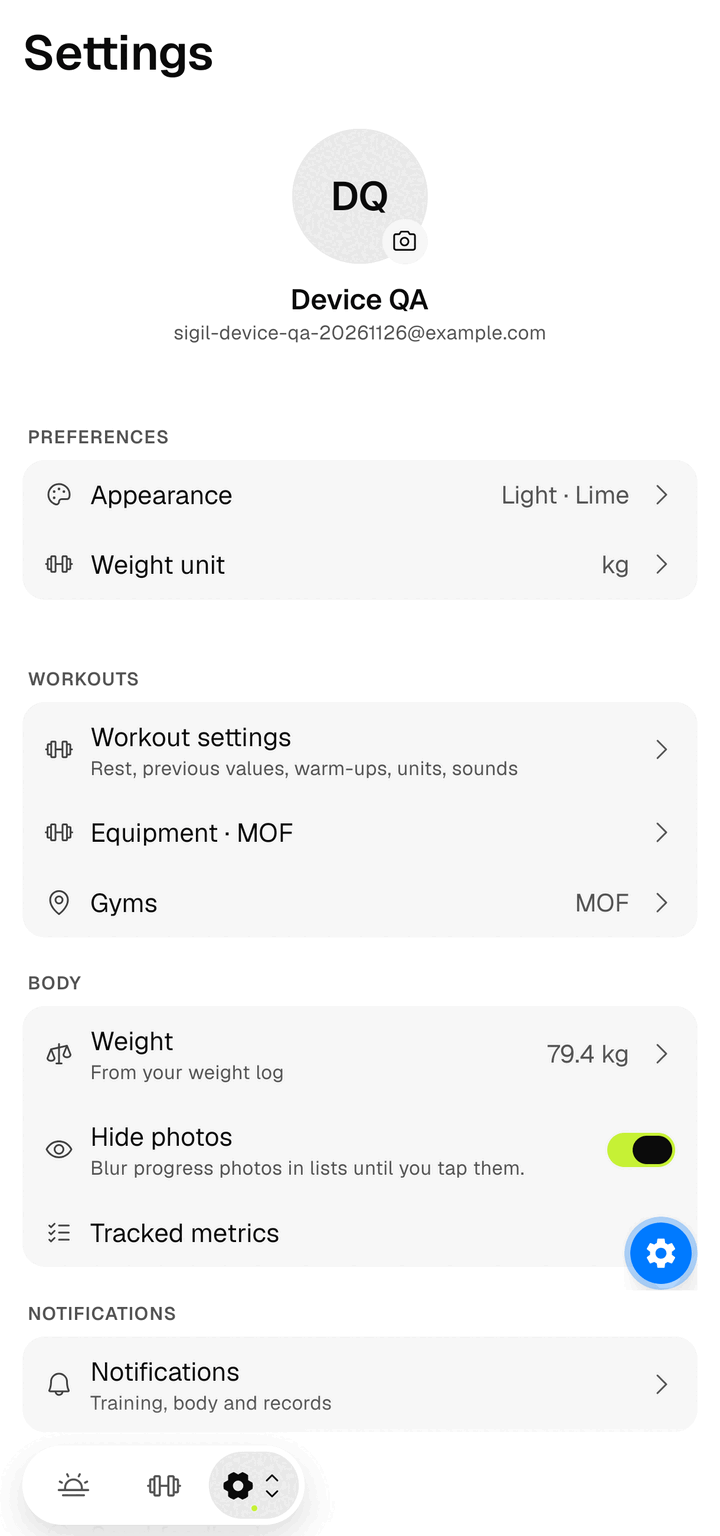 Settings
DQ
Device QA
sigil-device-qa-20261126@example.com
PREFERENCES
Appearance
Light · Lime
Weight unit
kg
WORKOUTS
Workout settings
Rest, previous values, warm-ups, units, sounds
Equipment · MOF
Gyms
MOF
BODY
Weight
79.4 kg
From your weight log
Hide photos
Blur progress photos in lists until you tap them.
Tracked metrics
NOTIFICATIONS
Notifications
Training, body and records